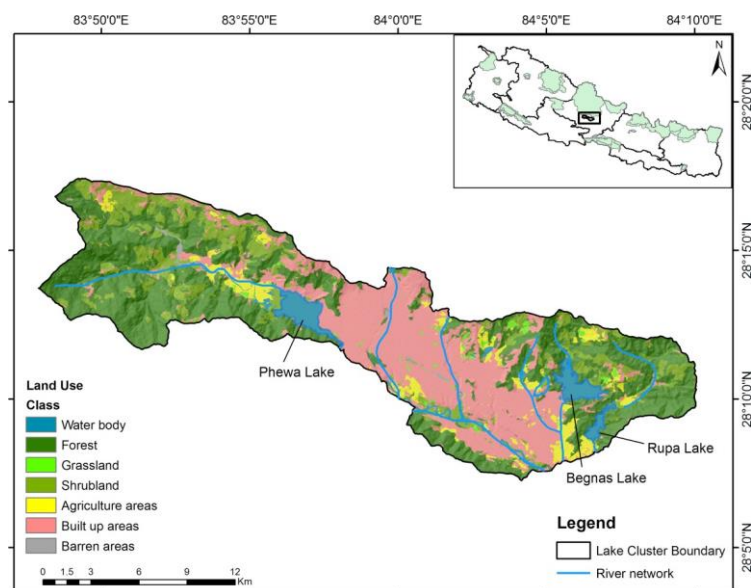 83°50'0"E 83°55'0"E 84°0'0"E 84°5'0"E 84°10'0"E
N
28°20'0"N
28°15'0"N
28°10'0"N
28°5'0"N
Phewa Lake
Rupa Lake
Begnas Lake
Land Use
Class
Water body
Forest
Grassland
Shrubland
Agriculture areas
Built up areas
Barren areas
0 1.5 3 6 9 12
Km
Legend
Lake Cluster Boundary
River network